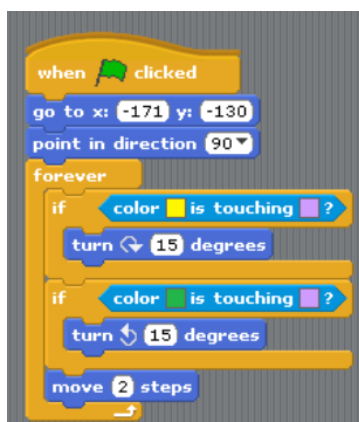 when clicked
go to x: -171 y: -130
point in direction 90
forever
if color is touching ?
turn 15 degrees
if color is touching ?
turn 15 degrees
move 2 steps